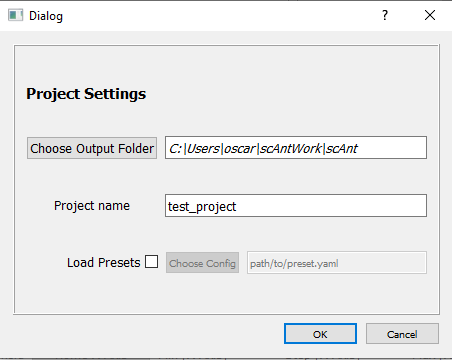 Dialog
?
Project Settings
Choose Output Folder
C:\Users\oscar\scAntWork\scAnt
Project name
test_project
Load Presets
Choose Config
path/to/preset.yaml
OK
Cancel